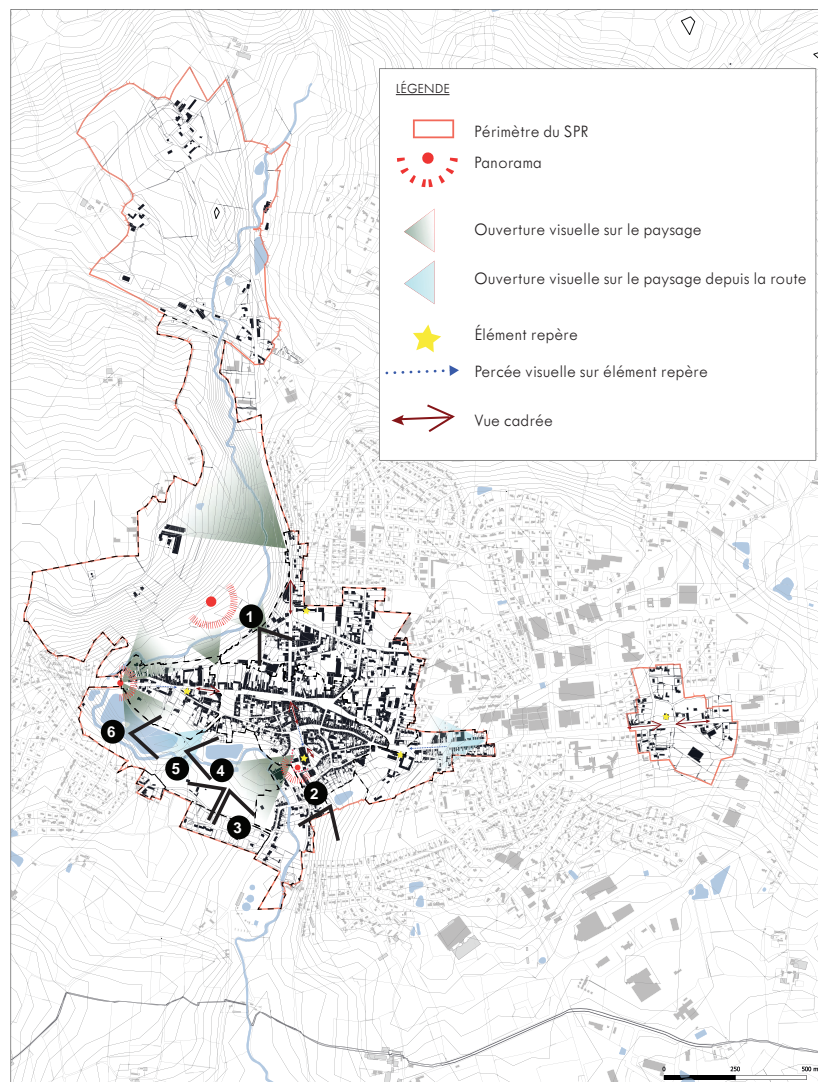 LÉGENDE
Périmètre du SPR
Panorama
Ouverture visuelle sur le paysage
Ouverture visuelle sur le paysage depuis la route
Élément repère
Percée visuelle sur élément repère
Vue cadrée
1
6
5
4
2
3
0 250 500 m